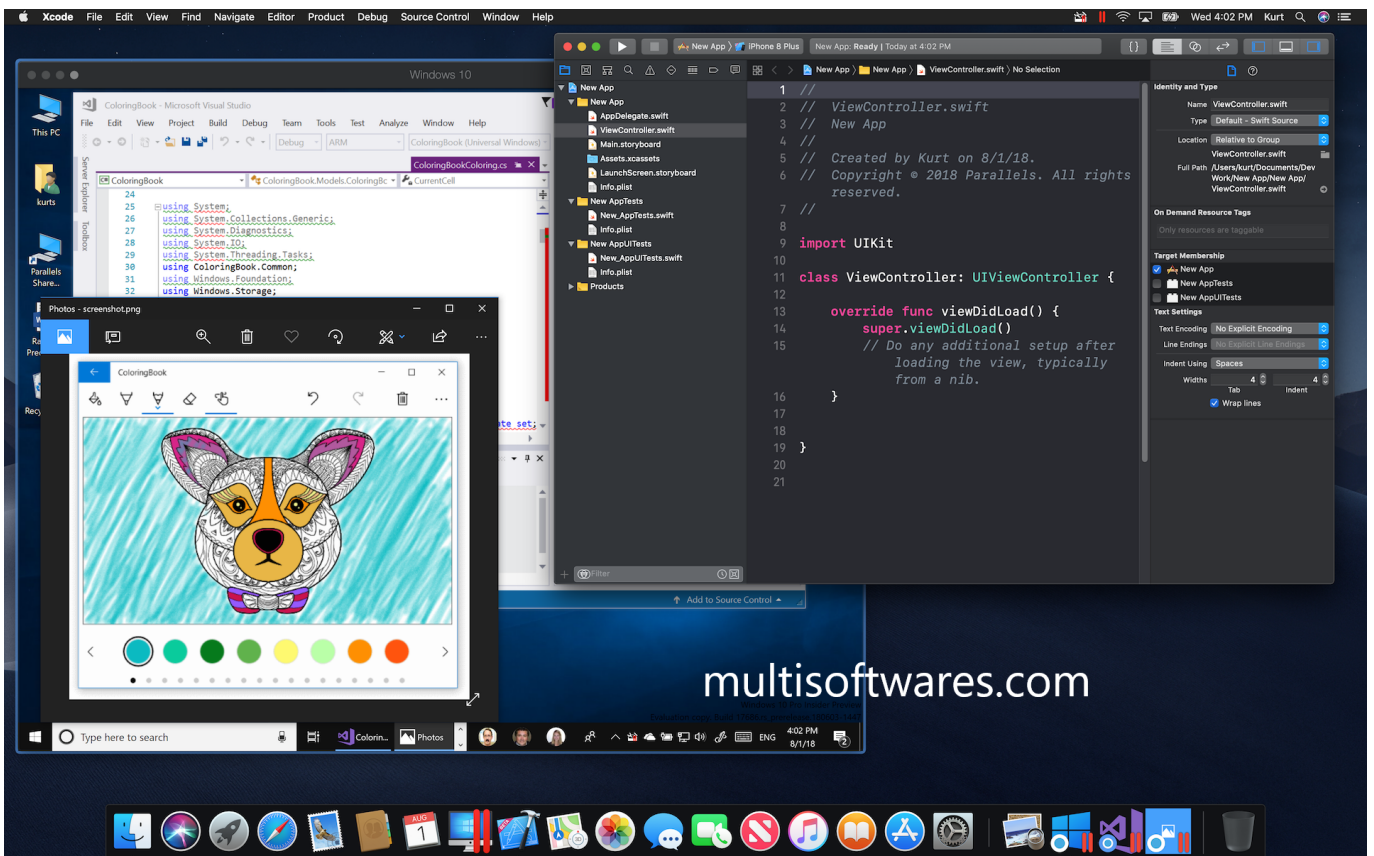 Xcode File Edit View Find Navigate Editor Product Debug Source Control Window Help
Wed 4:02 PM Kurt
Windows 10
This PC
kurts
Parallels
Share...
ColoringBook - Microsoft Visual Studio
File Edit View Project Build Debug Team Tools Test Analyze Window Help
Debug ARM ColoringBook (Universal Windows)
Server Explorer
Toolbox
ColoringBookColoring.cs
ColoringBook ColoringBook.Models.ColoringBc CurrentCell
24
25 using System;
26 using System.Collections.Generic;
27 using System.Diagnostics;
28 using System.IO;
29 using System.Threading.Tasks;
30 using ColoringBook.Common;
31 using Windows.Foundation;
32 using Windows.Storage;
ate set;
Add to Source Control
Photos - screenshot.png
ColoringBook
New App iPhone 8 Plus New App: Ready | Today at 4:02 PM
New App New App ViewController.swift No Selection
New App
New App
AppDelegate.swift
ViewController.swift
Main.storyboard
Assets.xcassets
LaunchScreen.storyboard
Info.plist
New AppTests
New_AppTests.swift
Info.plist
New AppUITests
New_AppUITests.swift
Info.plist
Products
Filter
1 //
2 // ViewController.swift
3 // New App
4 //
5 // Created by Kurt on 8/1/18.
6 // Copyright © 2018 Parallels. All rights
reserved.
7 //
8
9 import UIKit
10
11 class ViewController: UIViewController {
12
13 override func viewDidLoad() {
14 super.viewDidLoad()
15 // Do any additional setup after
loading the view, typically
from a nib.
16 }
17
18
19 }
20
21
Identity and Type
Name ViewController.swift
Type Default - Swift Source
Location Relative to Group
ViewController.swift
Full Path /Users/kurt/Documents/Dev
Work/New App/New App/
ViewController.swift
On Demand Resource Tags
Only resources are taggable
Target Membership
New App
New AppTests
New AppUITests
Text Settings
Text Encoding No Explicit Encoding
Line Endings No Explicit Line Endings
Indent Using Spaces
Widths 4 4
Tab Indent
Wrap lines
multisoftwares.com
Type here to search
Colorin...
Photos
ENG
4:02 PM
8/1/18
2
AUG
1